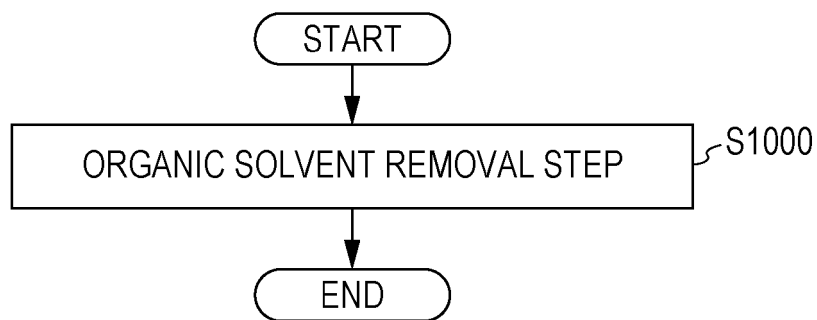 START
ORGANIC SOLVENT REMOVAL STEP
S1000
END